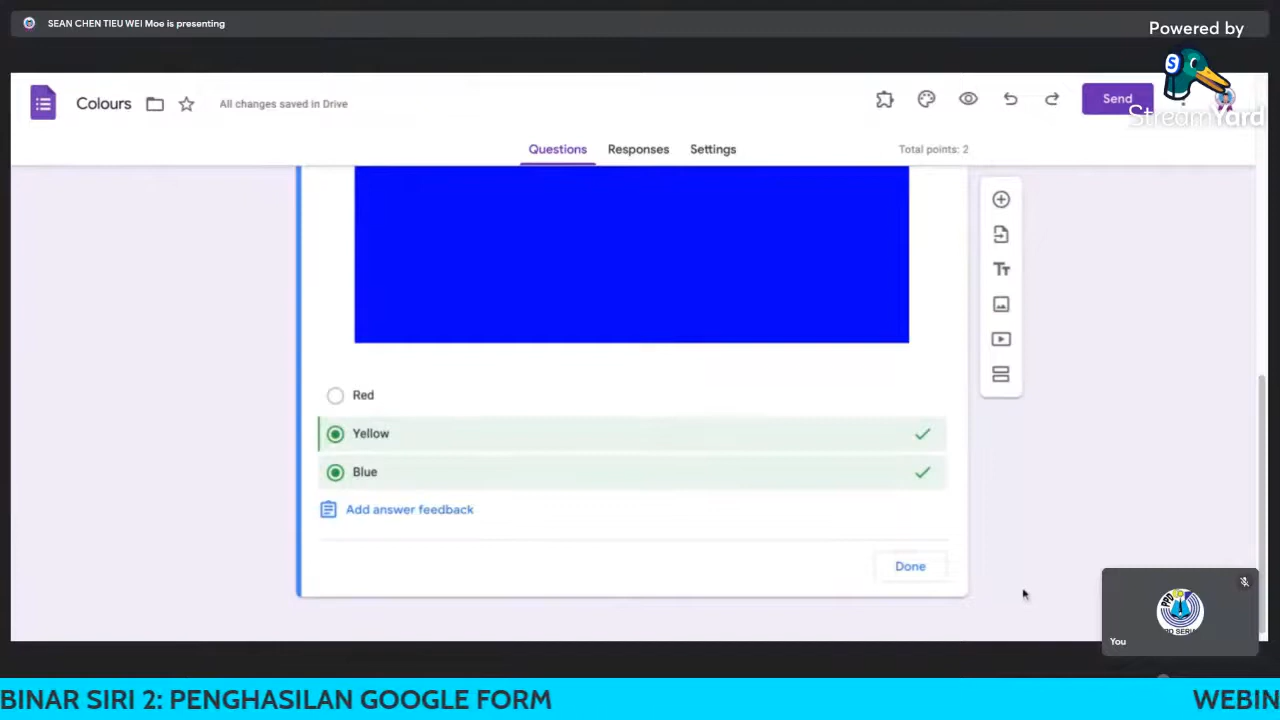 SEAN CHEN TIEU WEI Moe is presenting
Powered by
StreamYard
Colours
All changes saved in Drive
Send
Questions
Responses
Settings
Total points: 2
Red
Yellow
Blue
Add answer feedback
Done
PPD
You
BINAR SIRI 2: PENGHASILAN GOOGLE FORM
WEBIN